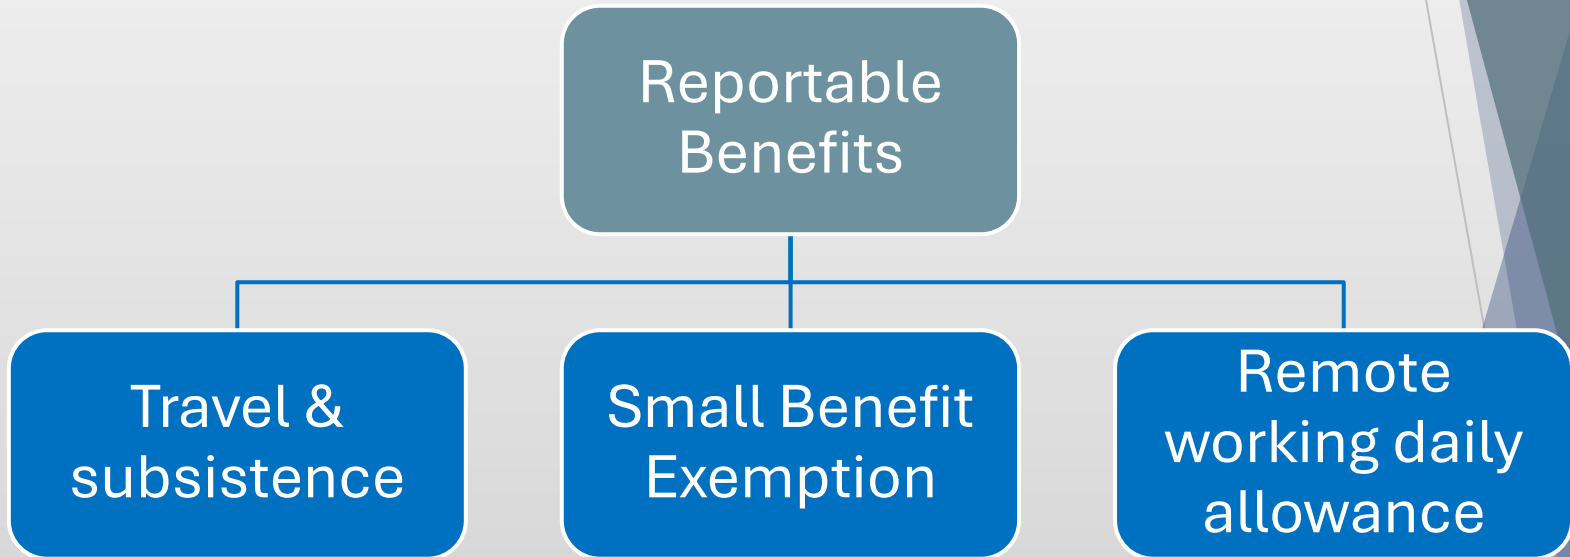 Reportable
Benefits
Travel &
subsistence
Small Benefit
Exemption
Remote
working daily
allowance